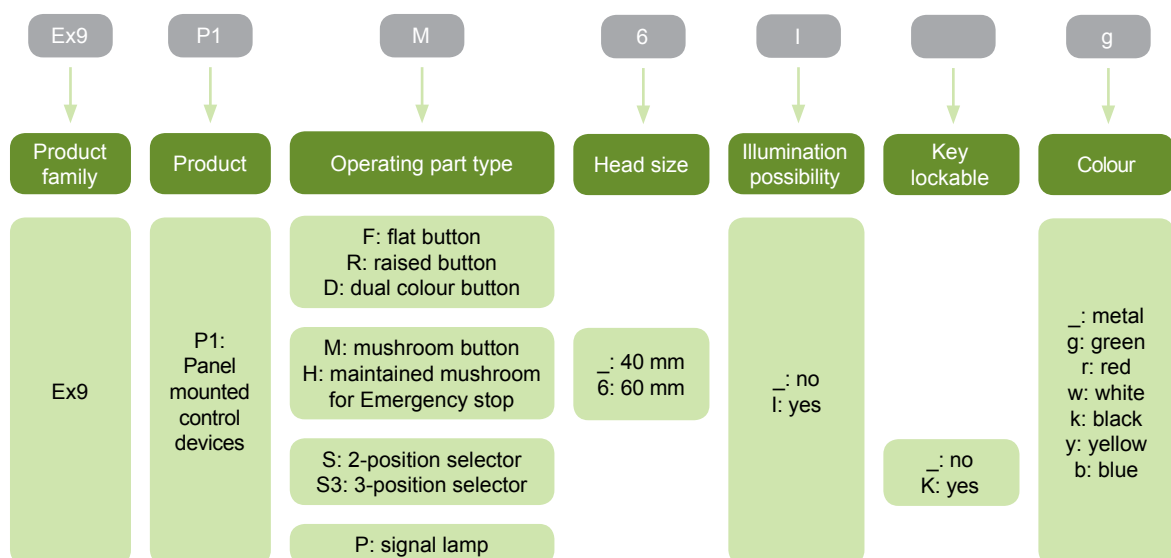 Ex9
P1
M
6
I
g
Product
family
Product
Operating part type
Head size
Illumination
possibility
Key
lockable
Colour
Ex9
P1:
Panel
mounted
control
devices
F: flat button
R: raised button
D: dual colour button
M: mushroom button
H: maintained mushroom
for Emergency stop
S: 2-position selector
S3: 3-position selector
P: signal lamp
_: 40 mm
6: 60 mm
_: no
I: yes
_: no
K: yes
_: metal
g: green
r: red
w: white
k: black
y: yellow
b: blue